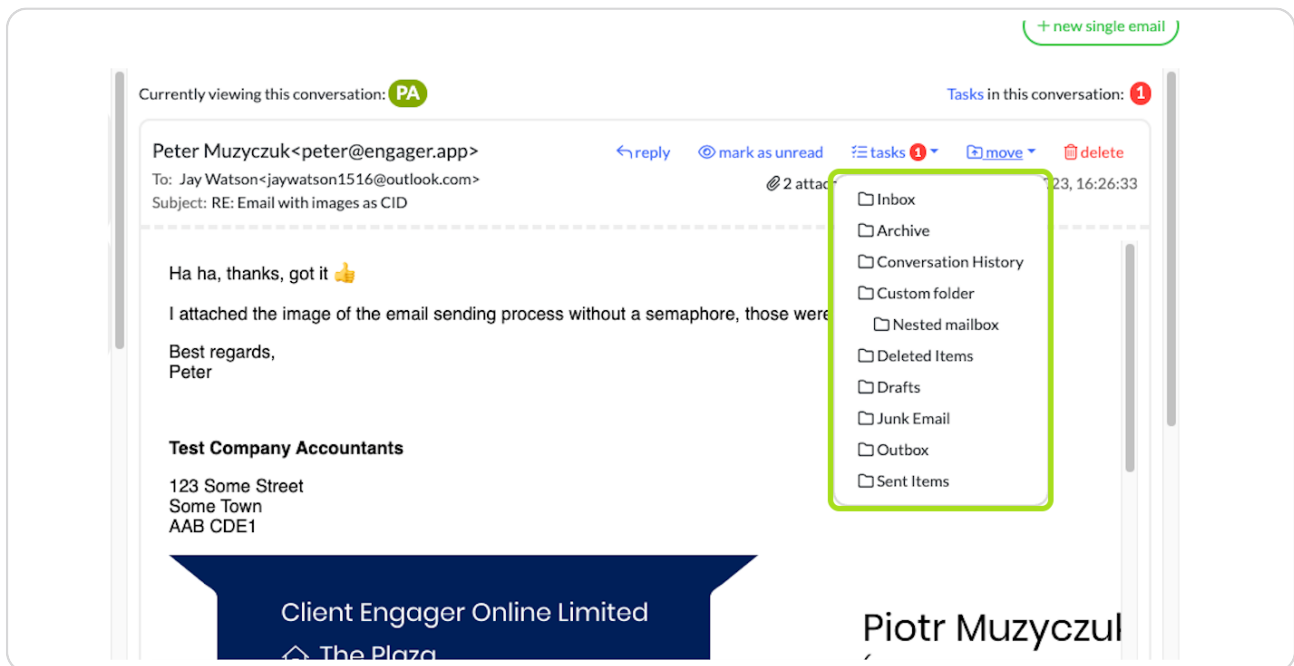 + new single email
Currently viewing this conversation: PA
Tasks in this conversation: 1
Peter Muzyczuk<peter@engager.app>
reply mark as unread tasks 1 move delete
To: Jay Watson<jaywatson1516@outlook.com>
2 attac 23, 16:26:33
Subject: RE: Email with images as CID
Inbox
Archive
Conversation History
Custom folder
Nested mailbox
Deleted Items
Drafts
Junk Email
Outbox
Sent Items
Ha ha, thanks, got it 👍
I attached the image of the email sending process without a semaphore, those were
Best regards,
Peter
Test Company Accountants
123 Some Street
Some Town
AAB CDE1
Client Engager Online Limited
The Plaza
Piotr Muzyczuk